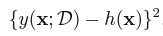 {y(x; 𝒟) − h(x)}²